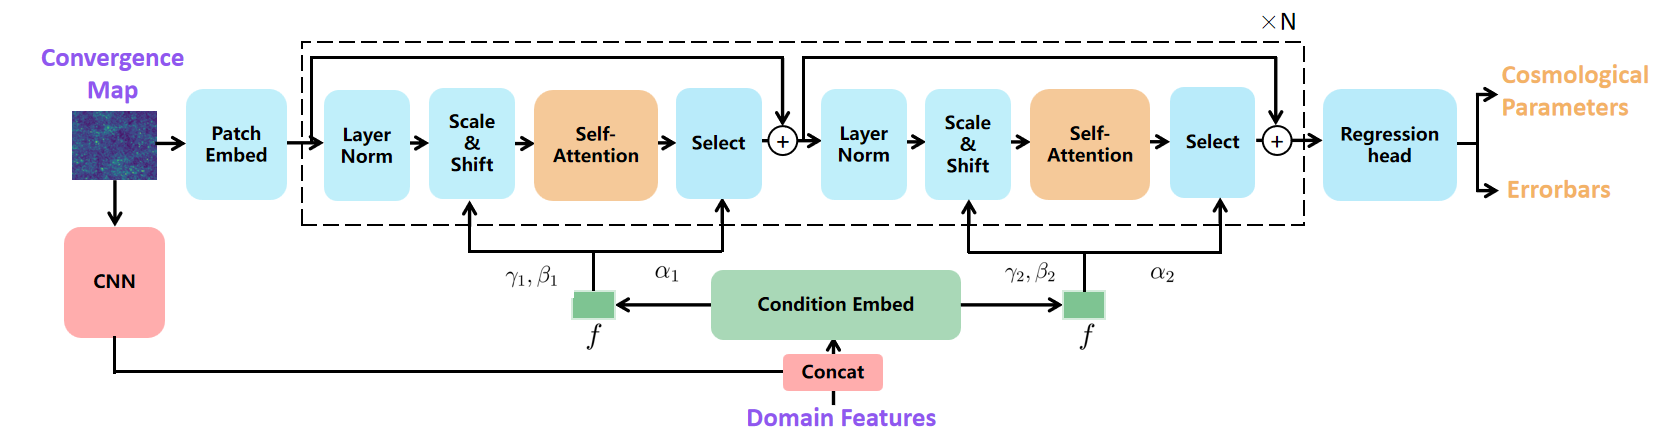 × N
Convergence
Map
Patch
Embed
Layer
Norm
Scale
&
Shift
Self-
Attention
Select
+
Layer
Norm
Scale
&
Shift
Self-
Attention
Select
+
Regression
head
Cosmological
Parameters
Errorbars
CNN
γ₁, β₁
α₁
γ₂, β₂
α₂
Condition Embed
f
f
Concat
Domain Features